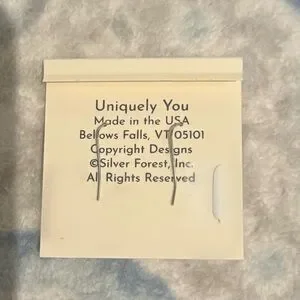 Uniquely You
Made in the USA
Bellows Falls, VT 05101
Copyright Designs
©Silver Forest, Inc.
All Rights Reserved